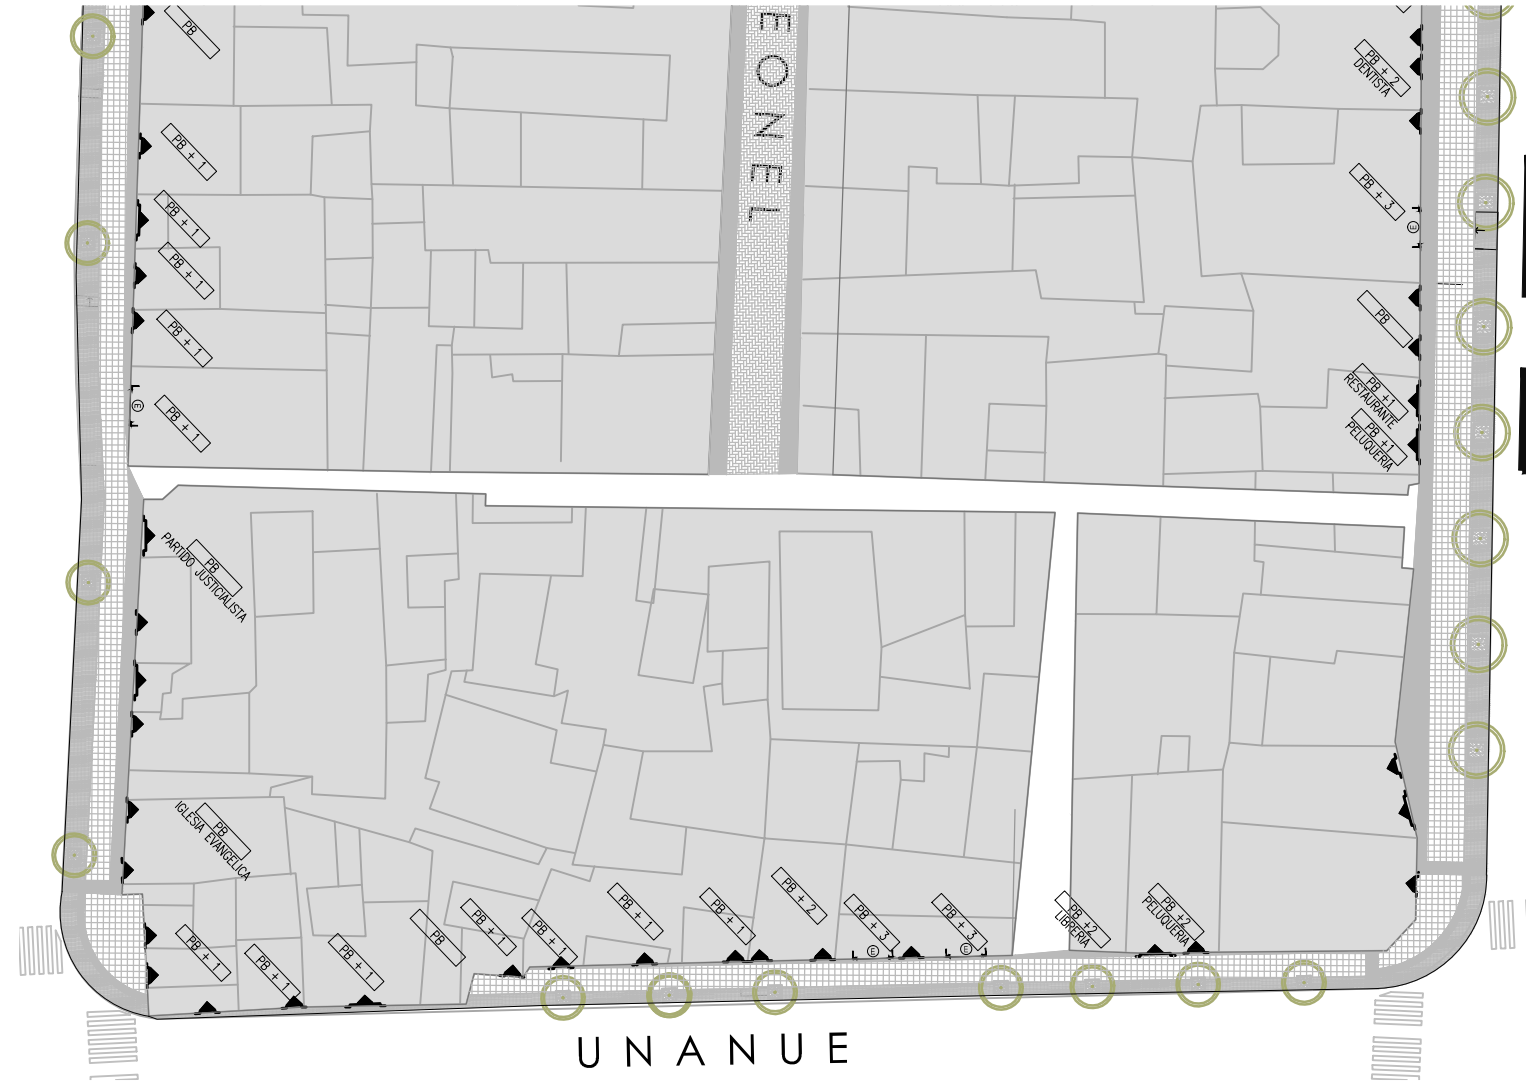 PB
PB + 1
PB + 1
PB + 1
PB + 1
E
PB + 1
E
O
N
E
L
PB + 2
DENTISTA
PB + 3
E
PB
PB +1
RESTAURANTE
PB +1
PELUQUERIA
PB
PARTIDO JUSTICIALISTA
PB
IGLESIA EVANGELICA
PB + 1
PB + 1
PB + 1
PB
PB + 1
PB + 1
PB + 1
PB + 1
PB + 2
PB + 3
E
PB + 3
E
PB +2
LIBRERIA
PB +2
PELUQUERIA
UNANUE